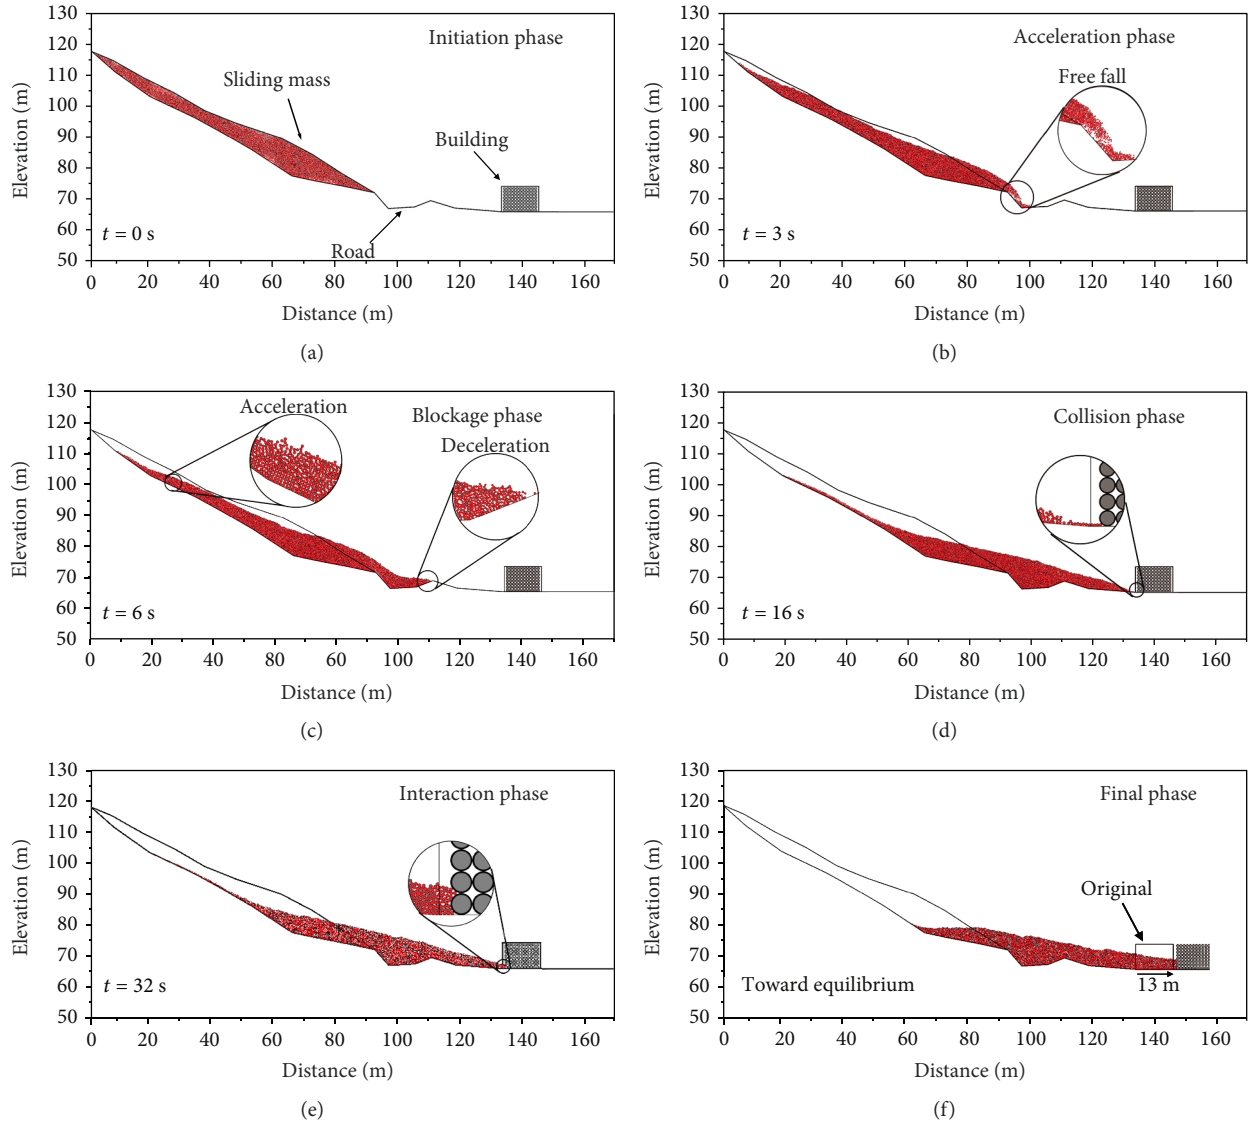 130
120
110
100
90
80
70
60
50
Elevation (m)
Initiation phase
Sliding mass
Building
Road
t = 0 s
0 20 40 60 80 100 120 140 160
Distance (m)
(a)
130
120
110
100
90
80
70
60
50
Elevation (m)
Acceleration phase
Free fall
t = 3 s
0 20 40 60 80 100 120 140 160
Distance (m)
(b)
130
120
110
100
90
80
70
60
50
Elevation (m)
Acceleration
Blockage phase
Deceleration
t = 6 s
0 20 40 60 80 100 120 140 160
Distance (m)
(c)
130
120
110
100
90
80
70
60
50
Elevation (m)
Collision phase
t = 16 s
0 20 40 60 80 100 120 140 160
Distance (m)
(d)
130
120
110
100
90
80
70
60
50
Elevation (m)
Interaction phase
t = 32 s
0 20 40 60 80 100 120 140 160
Distance (m)
(e)
130
120
110
100
90
80
70
60
50
Elevation (m)
Final phase
Original
13 m
Toward equilibrium
0 20 40 60 80 100 120 140 160
Distance (m)
(f)